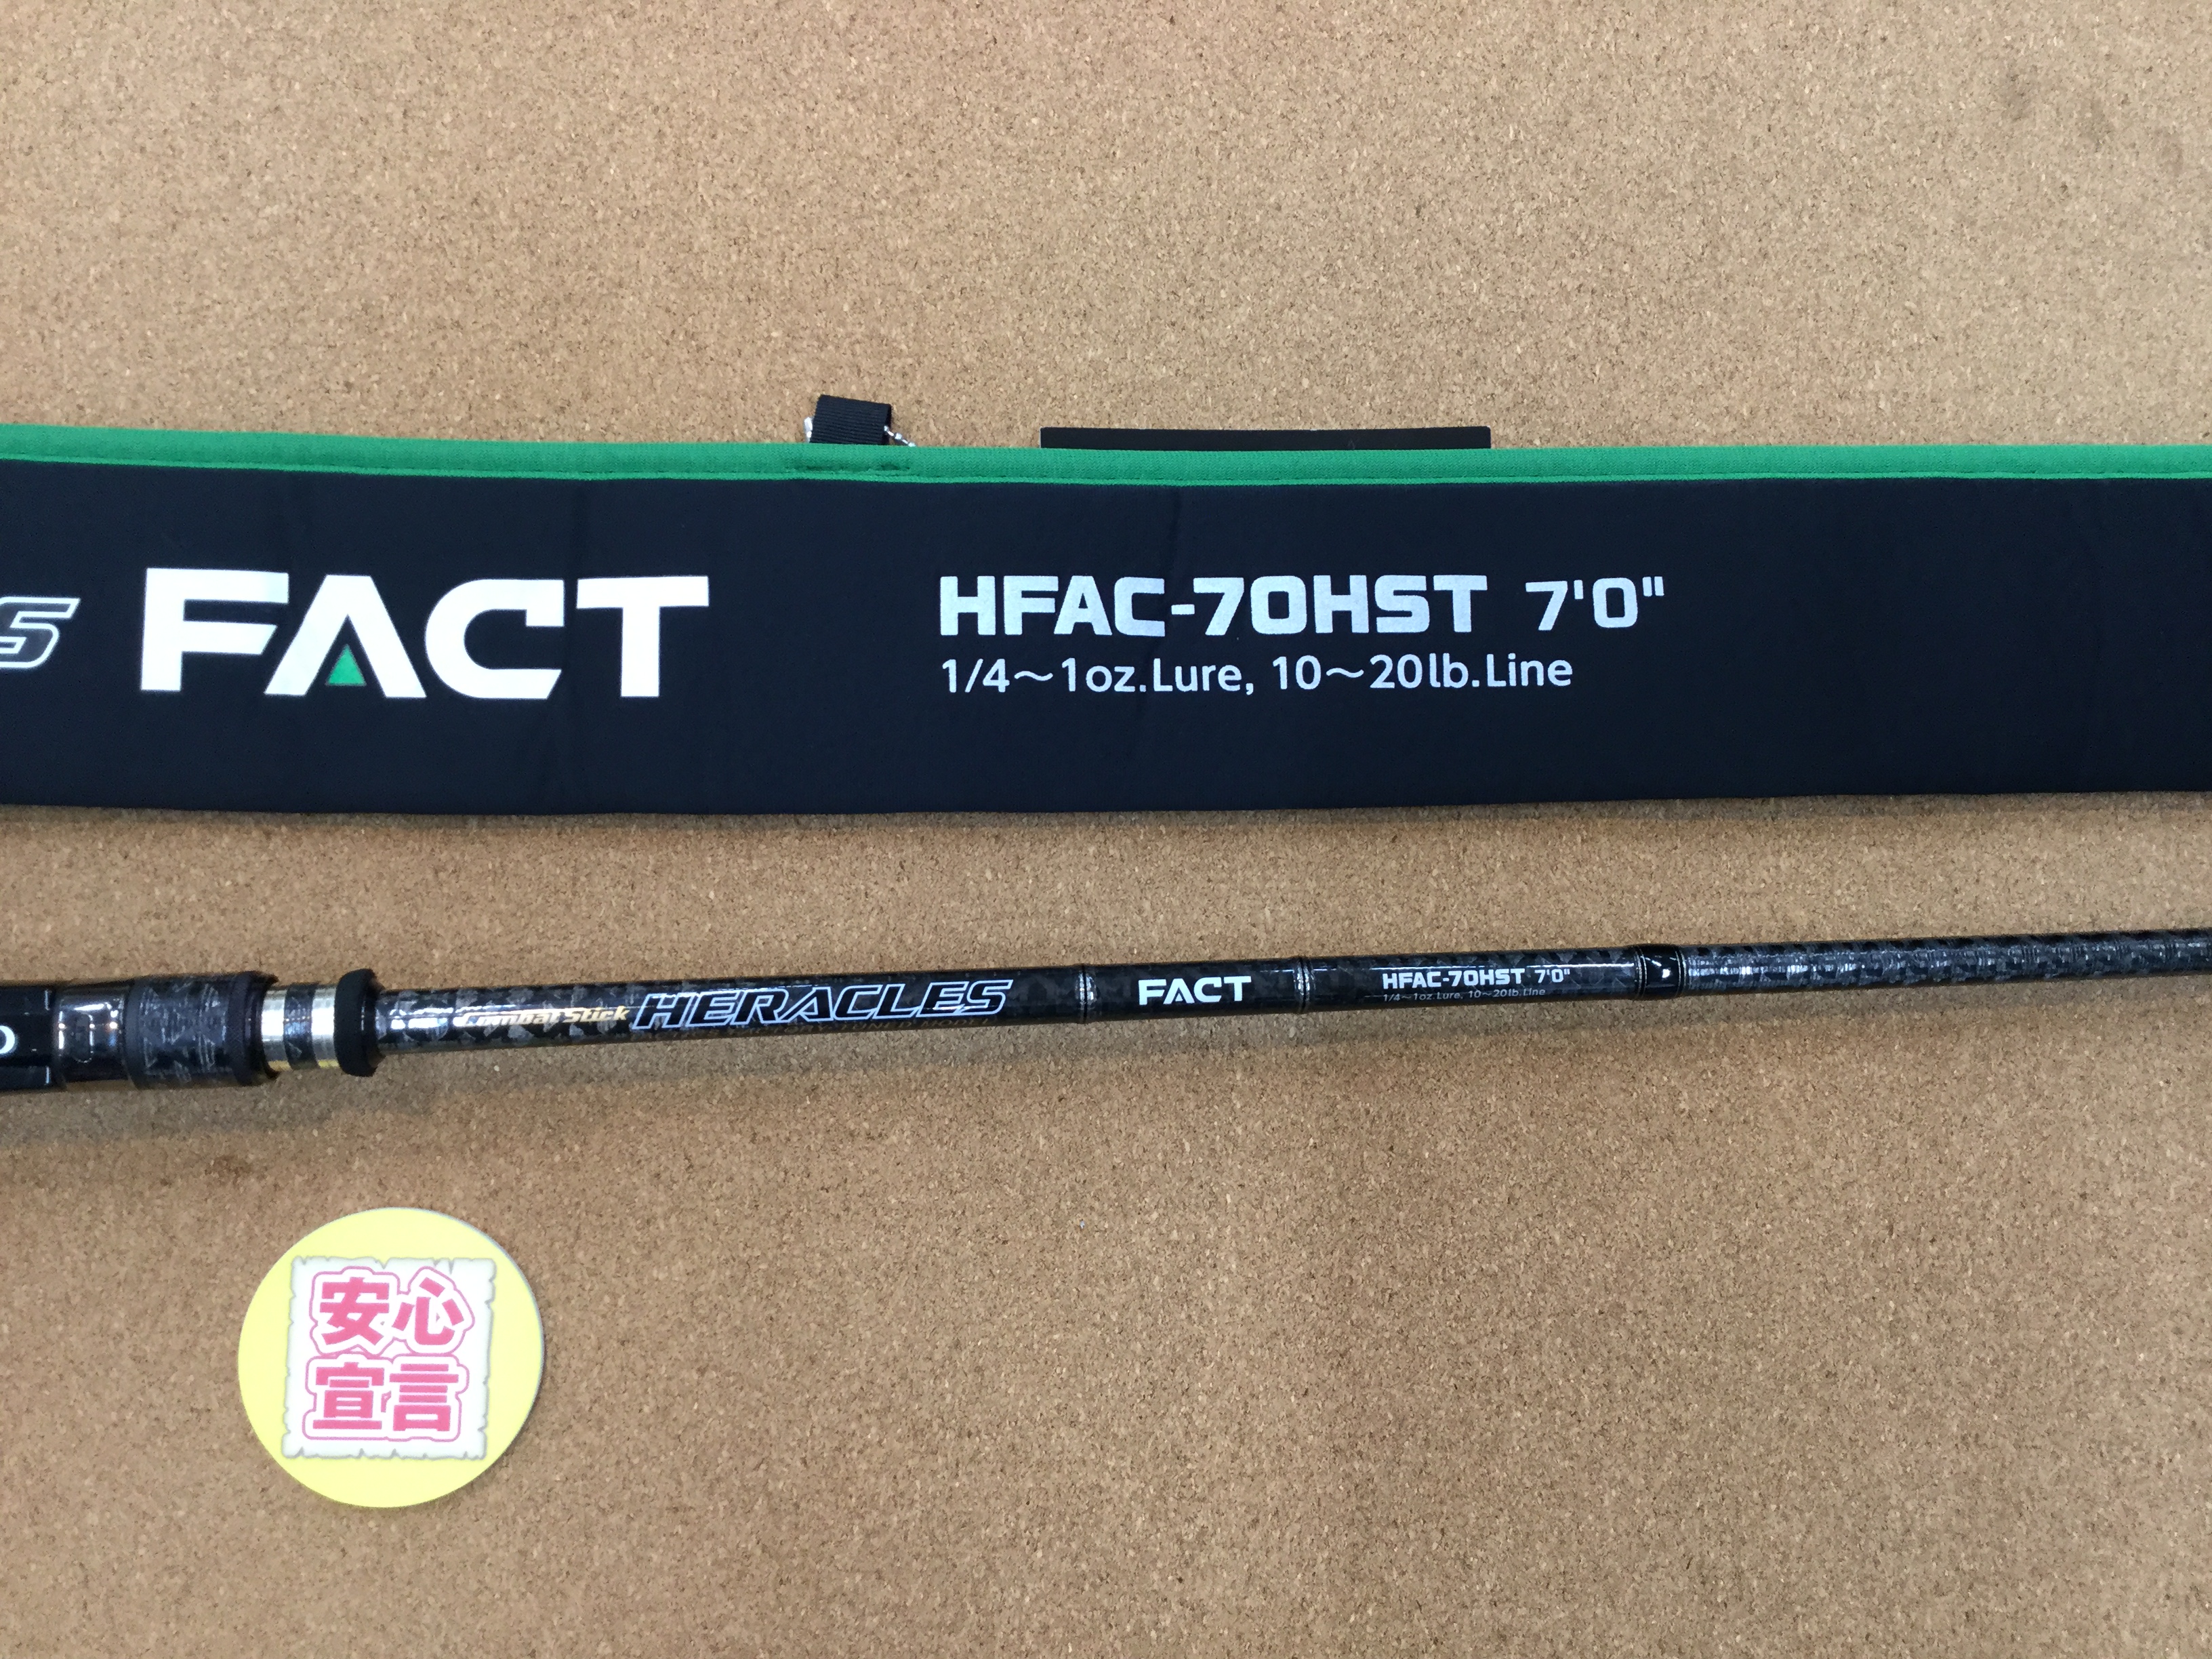 S FACT HFAC-70HST 7'0"
1/4～1oz.Lure, 10～20lb.Line
CombatStick HERACLES FACT HFAC-70HST 7'0"
1/4～1oz.Lure, 10～20lb.Line
安心
宣言